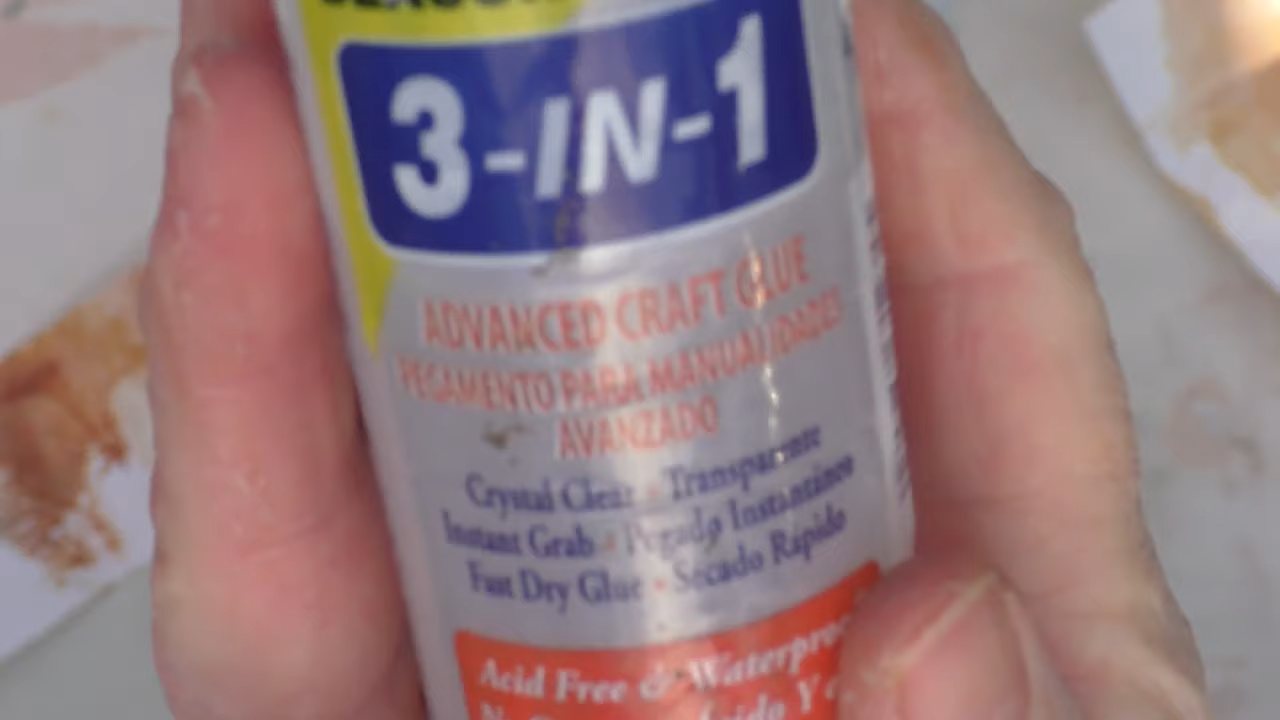 3-IN-1
ADVANCED CRAFT GLUE
PEGAMENTO PARA MANUALIDADES
AVANZADO
Crystal Clear • Transparente
Instant Grab • Pegado Instantáneo
Fast Dry Glue • Secado Rápido
Acid Free & Waterproof